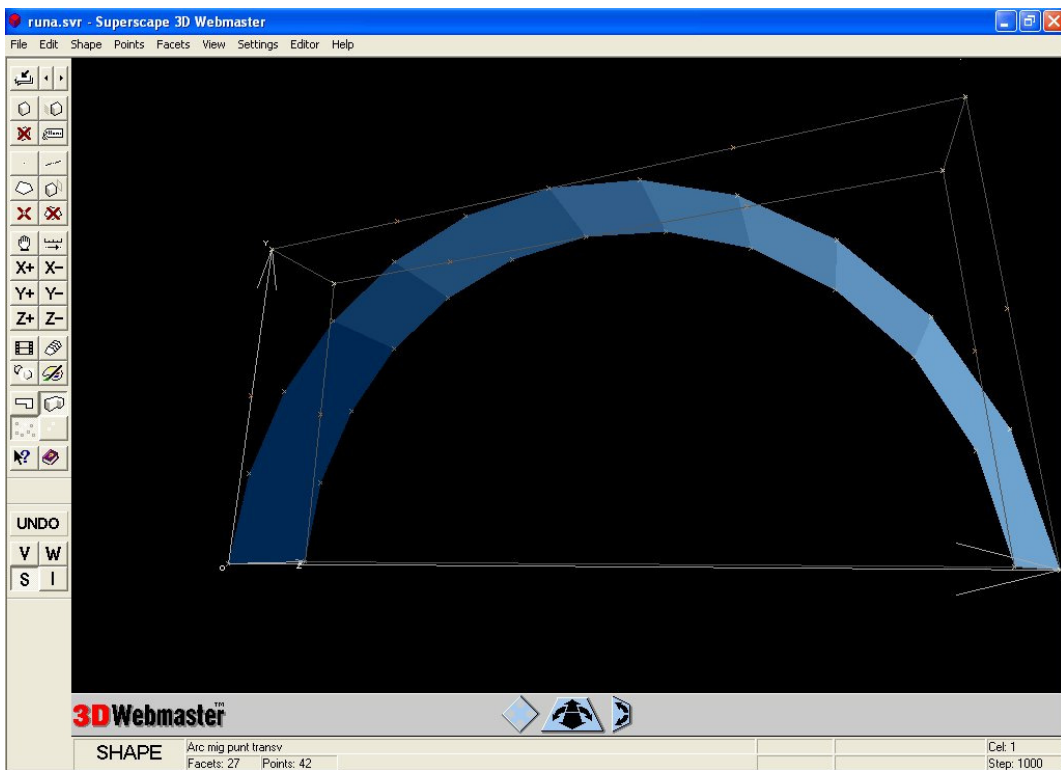 runa.svr - Superscape 3D Webmaster
File Edit Shape Points Facets View Settings Editor Help
X+ X-
Y+ Y-
Z+ Z-
UNDO
V W
S I
Y
O
Z
3D Webmaster™
SHAPE
Arc mig punt transv
Facets: 27 Points: 42
Cel: 1
Step: 1000